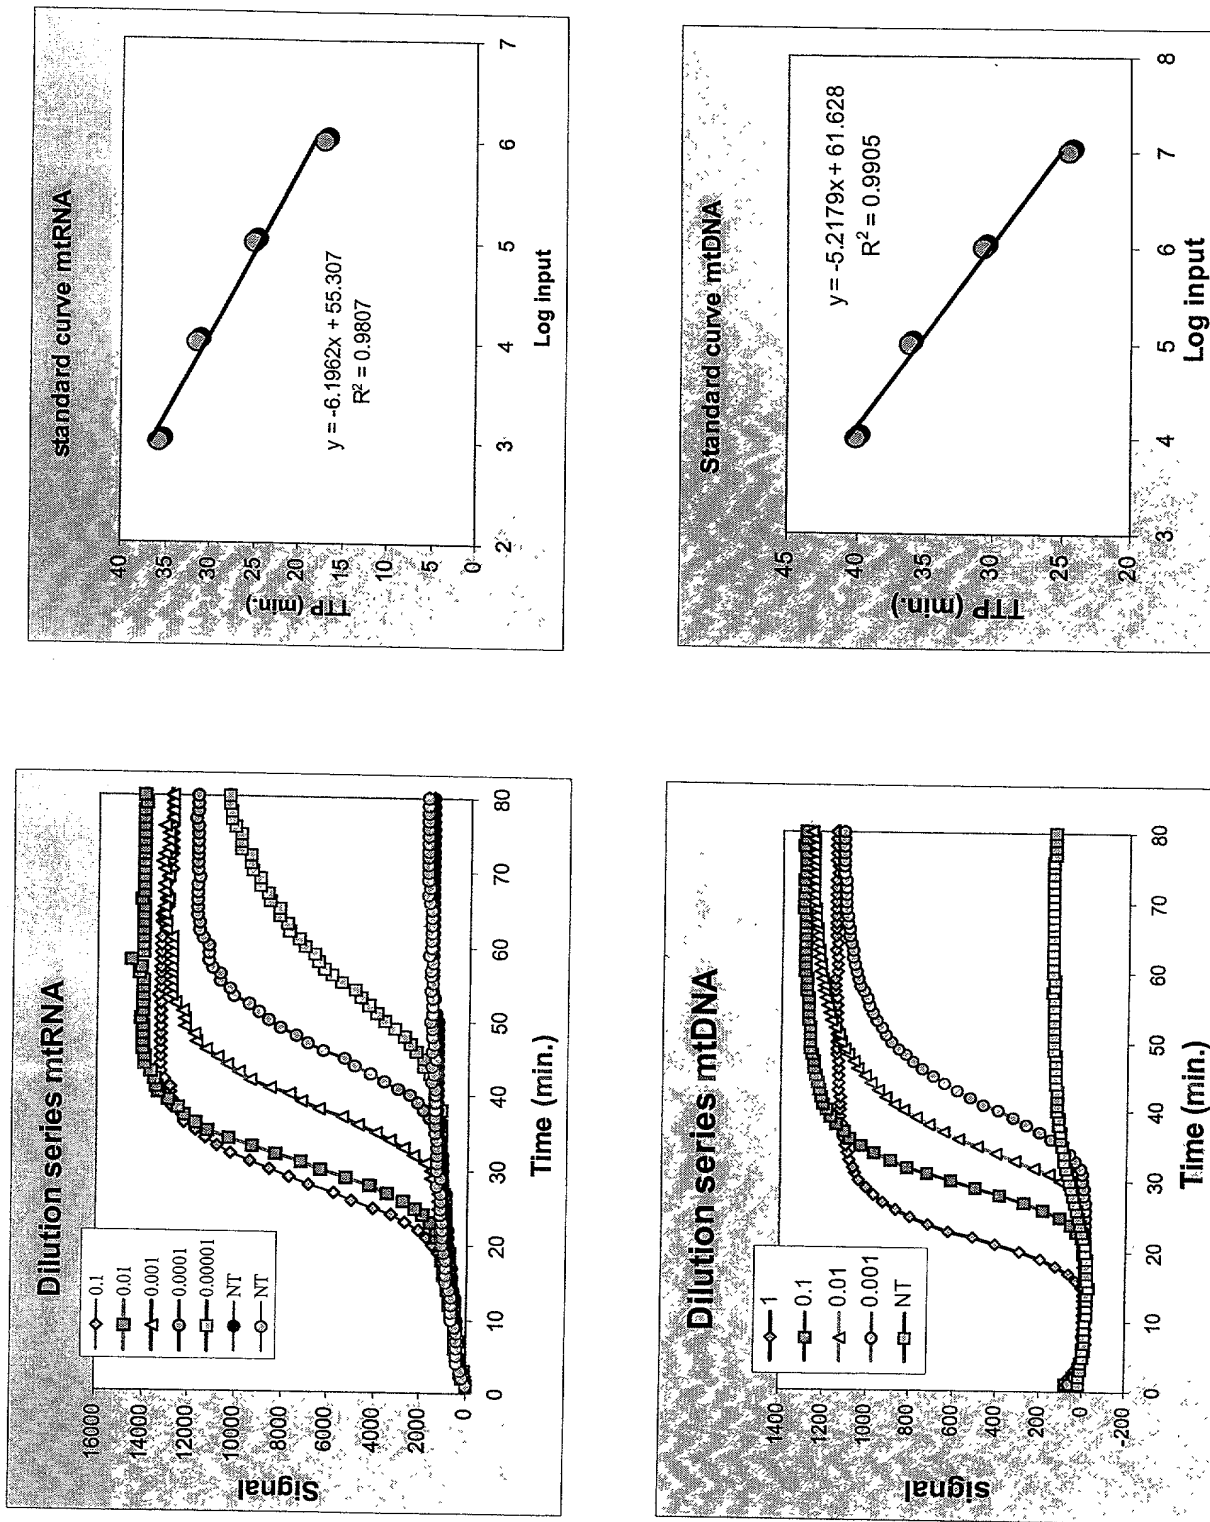 Dilution series mtRNA
Signal
16000
14000
12000
10000
8000
6000
4000
2000
0
0.1
0.01
0.001
0.0001
0.00001
NT
NT
0 10 20 30 40 50 60 70 80
Time (min.)
standard curve mtRNA
TTP (min.)
40
35
30
25
20
15
10
5
0
y = -6.1962x + 55.307
R² = 0.9807
2 3 4 5 6 7
Log input
Dilution series mtDNA
signal
1400
1200
1000
800
600
400
200
0
-200
1
0.1
0.01
0.001
NT
0 10 20 30 40 50 60 70 80
Time (min.)
Standard curve mtDNA
TTP (min.)
45
40
35
30
25
20
y = -5.2179x + 61.628
R² = 0.9905
3 4 5 6 7 8
Log input